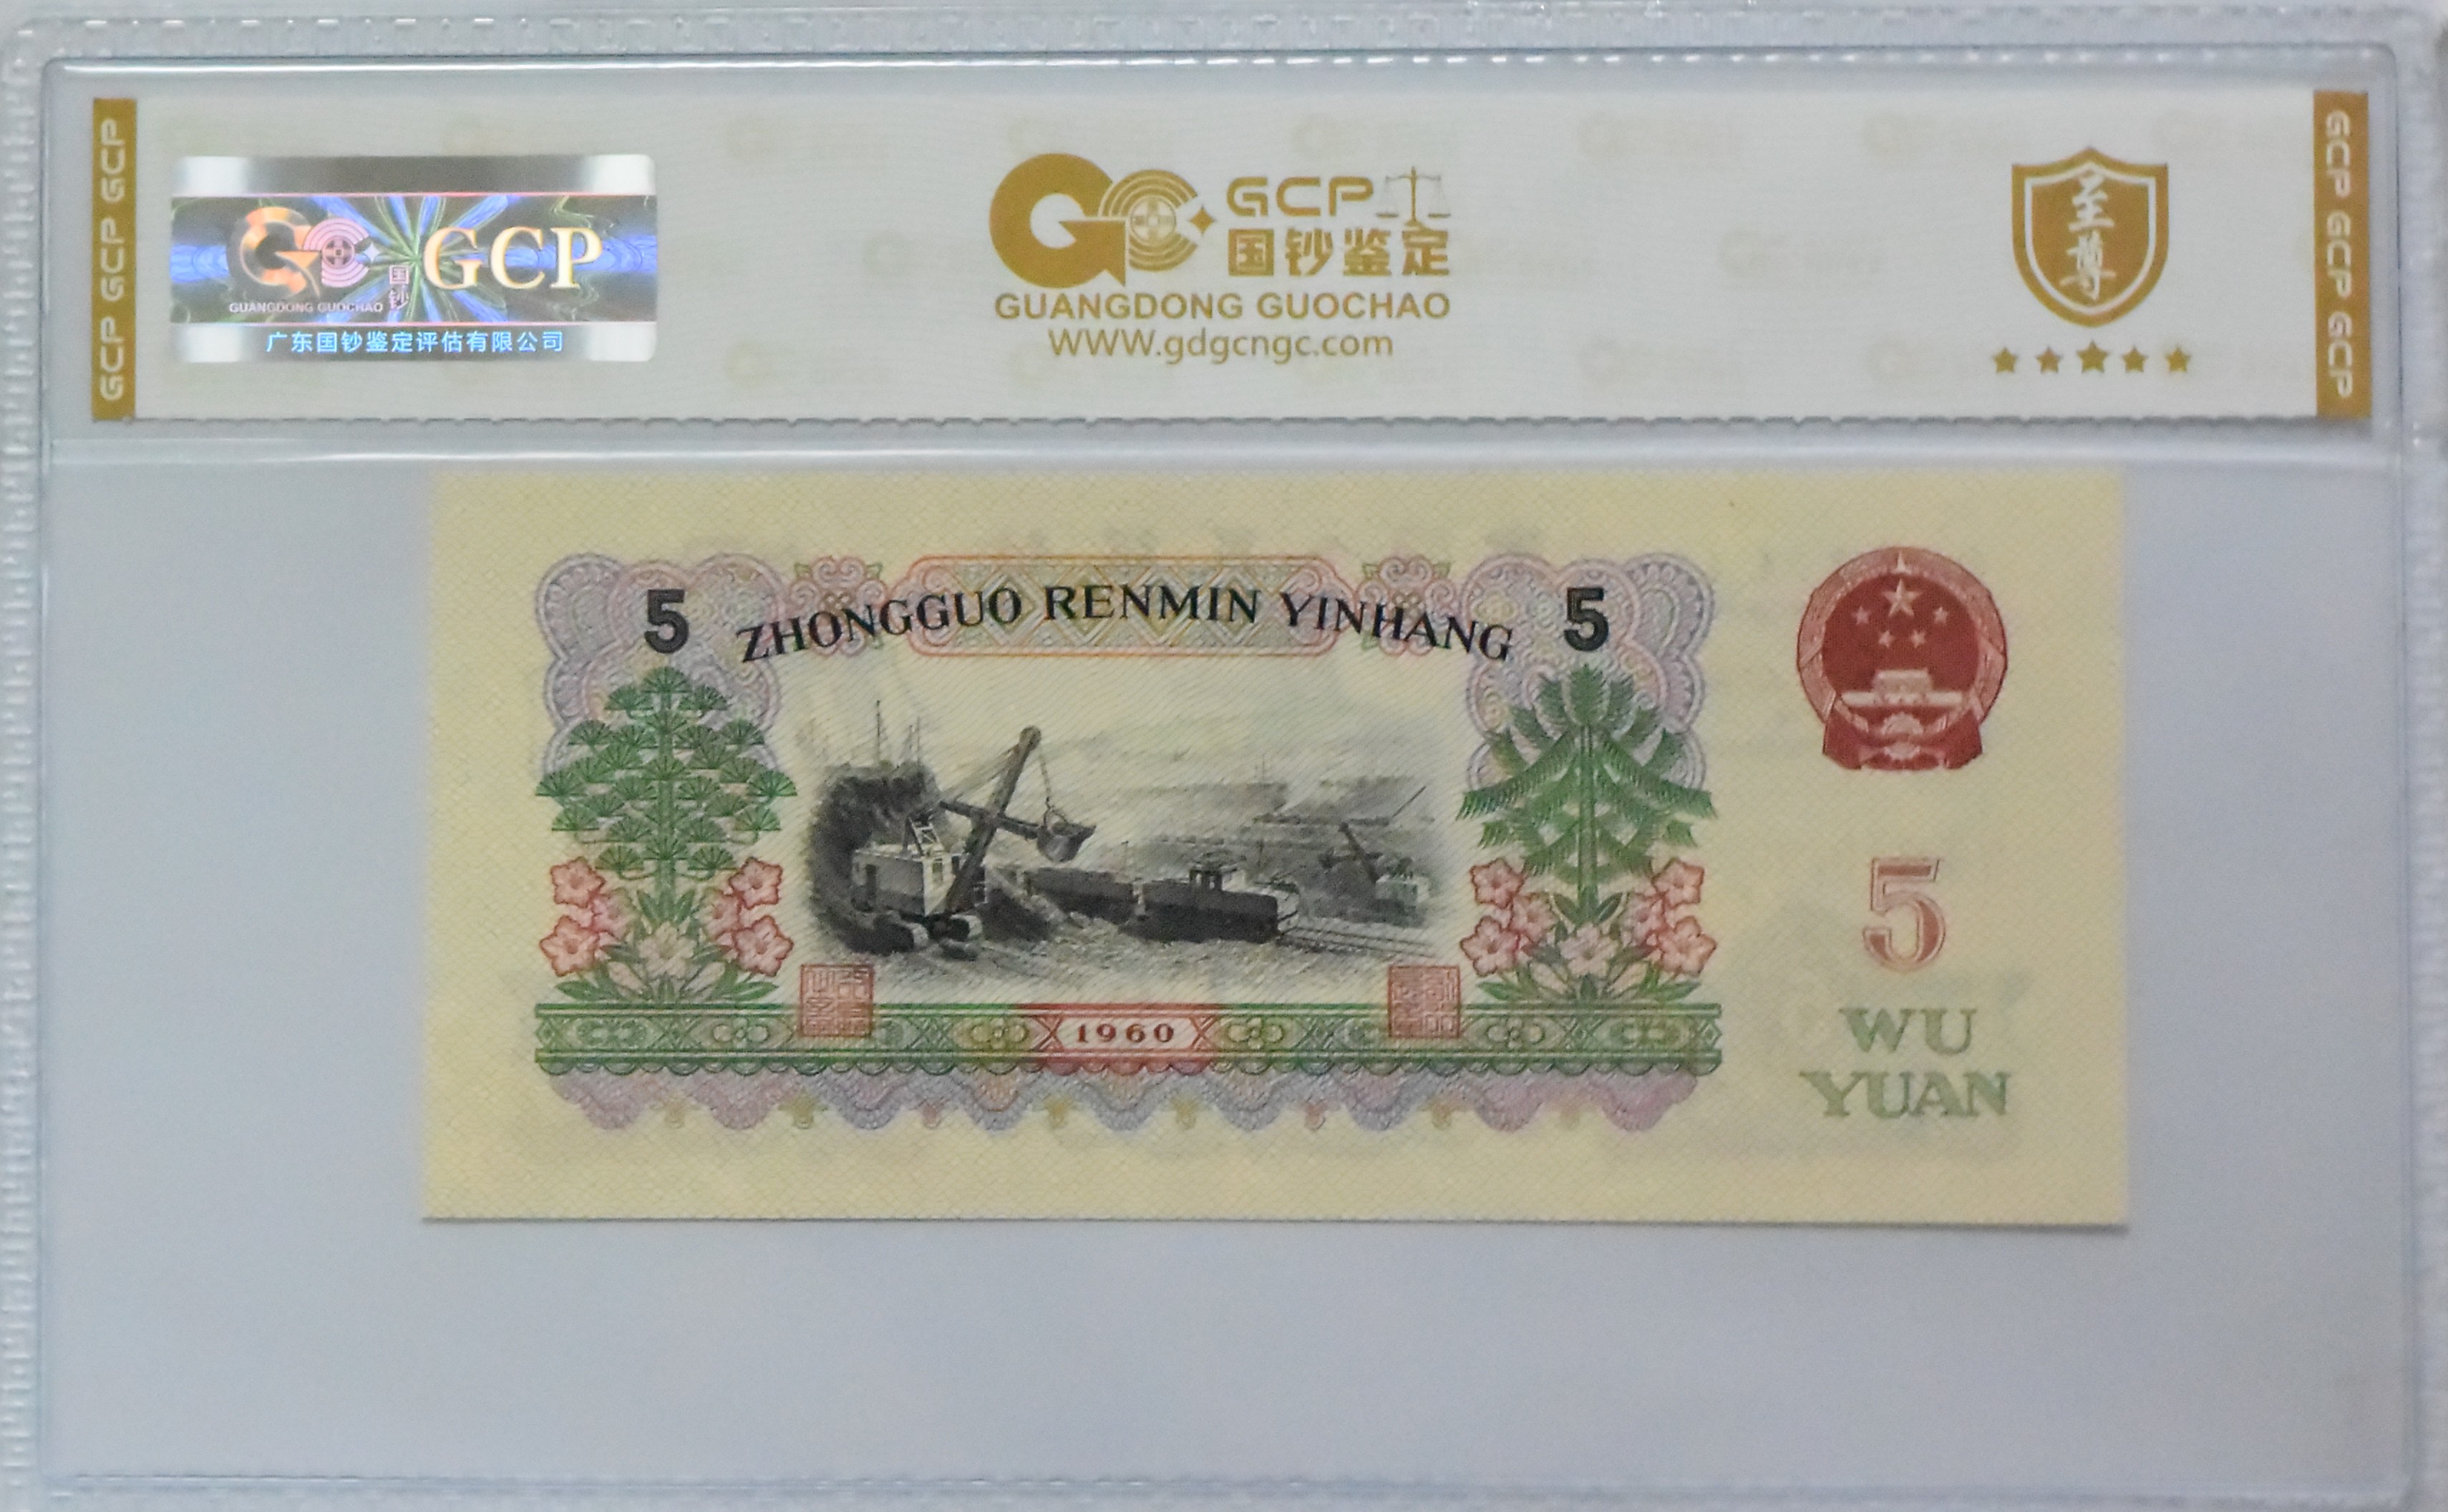 GCP GCP GCP
GCP
国钞
GUANGDONG GUOCHAO
广东国钞鉴定评估有限公司
GCP
国钞鉴定
GUANGDONG GUOCHAO
WWW.gdgcngc.com
至尊
GCP GCP GCP
5 ZHONGGUO RENMIN YINHANG 5
1960
5
WU
YUAN